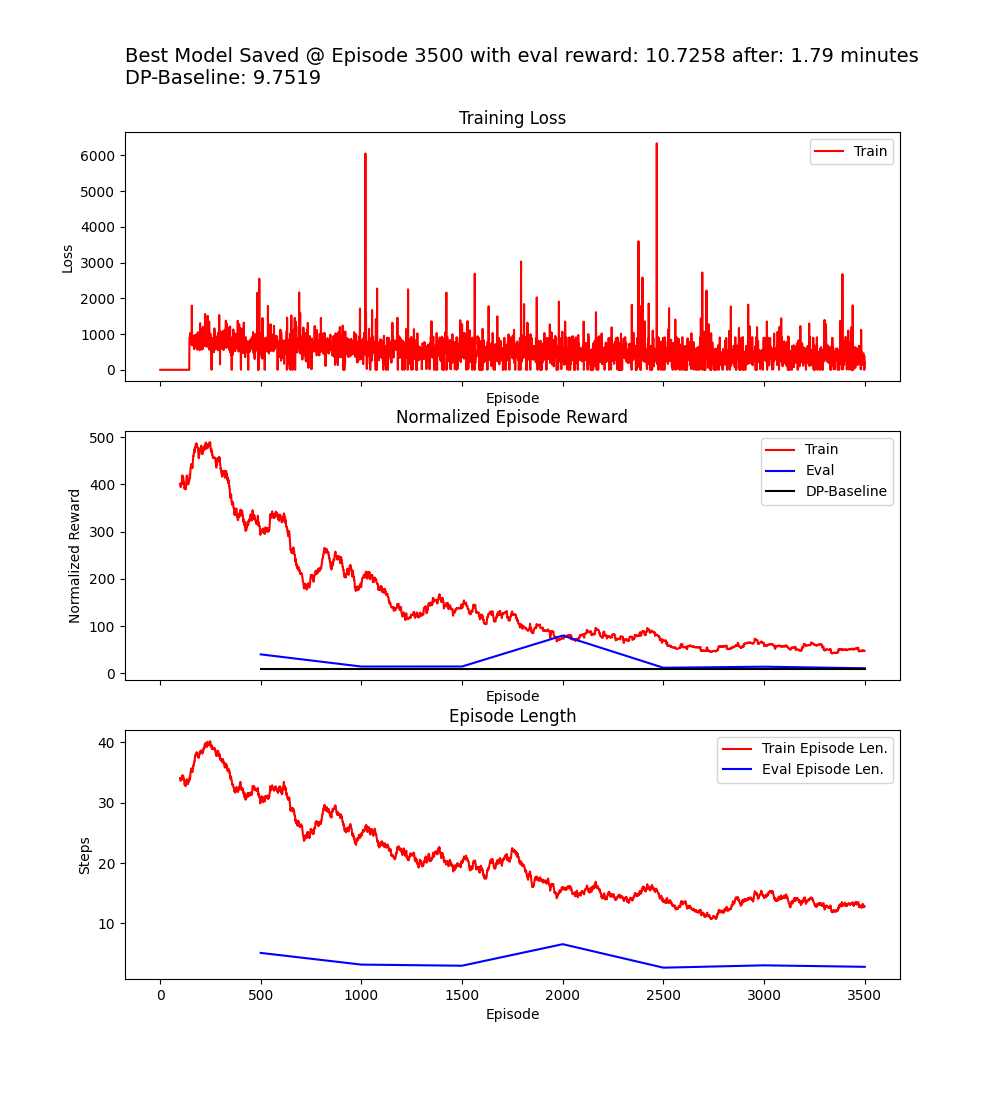 Best Model Saved @ Episode 3500 with eval reward: 10.7258 after: 1.79 minutes
DP-Baseline: 9.7519
Training Loss
Train
6000
5000
4000
3000
2000
1000
0
Loss
Episode
Normalized Episode Reward
Train
Eval
DP-Baseline
500
400
300
200
100
0
Normalized Reward
Episode
Episode Length
Train Episode Len.
Eval Episode Len.
40
30
20
10
Steps
0 500 1000 1500 2000 2500 3000 3500
Episode